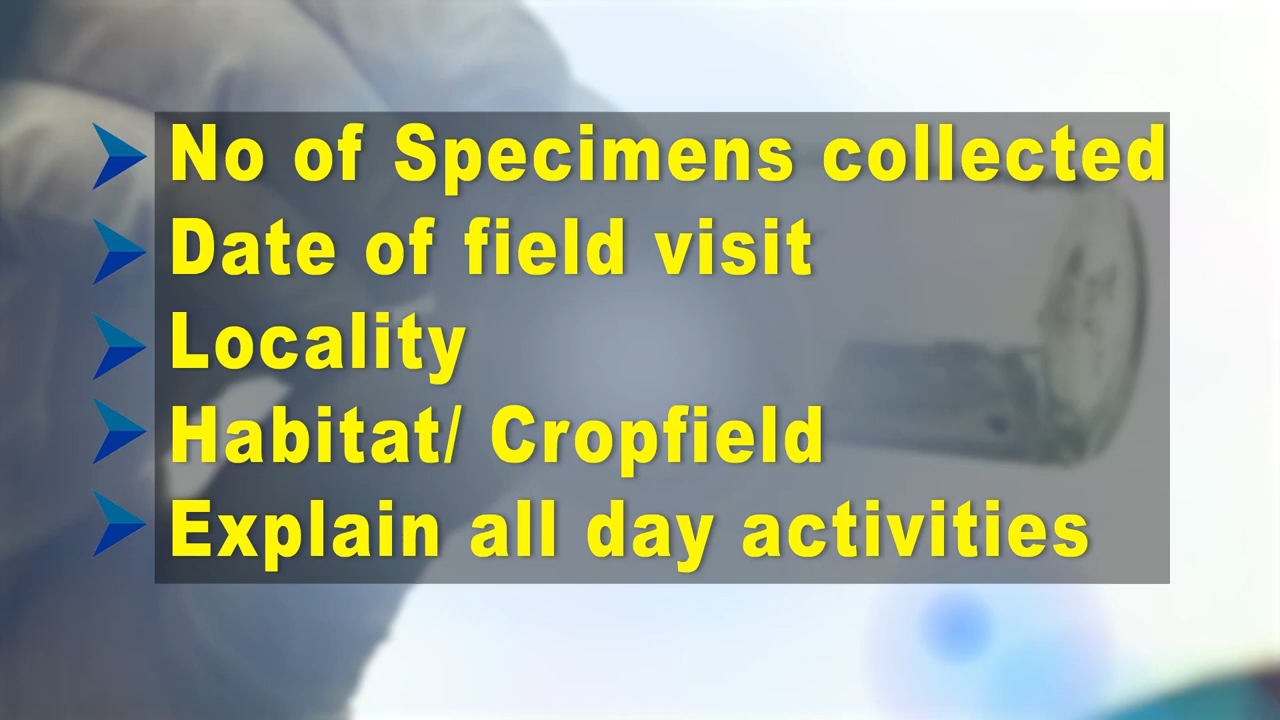 No of Specimens collected
Date of field visit
Locality
Habitat/ Cropfield
Explain all day activities